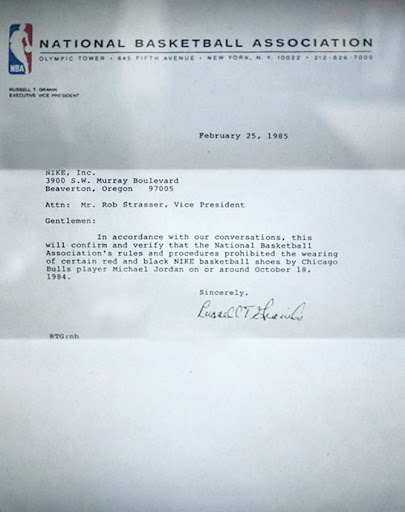 NBA
NATIONAL BASKETBALL ASSOCIATION
OLYMPIC TOWER • 645 FIFTH AVENUE • NEW YORK, N.Y. 10022 • 212-826-7000
RUSSELL T. GRANIK
EXECUTIVE VICE PRESIDENT
February 25, 1985
NIKE, Inc.
3900 S.W. Murray Boulevard
Beaverton, Oregon 97005
Attn: Mr. Rob Strasser, Vice President
Gentlemen:
In accordance with our conversations, this
will confirm and verify that the National Basketball
Association's rules and procedures prohibited the wearing
of certain red and black NIKE basketball shoes by Chicago
Bulls player Michael Jordan on or around October 18,
1984.
Sincerely,
Russell T Granik
RTG:nh